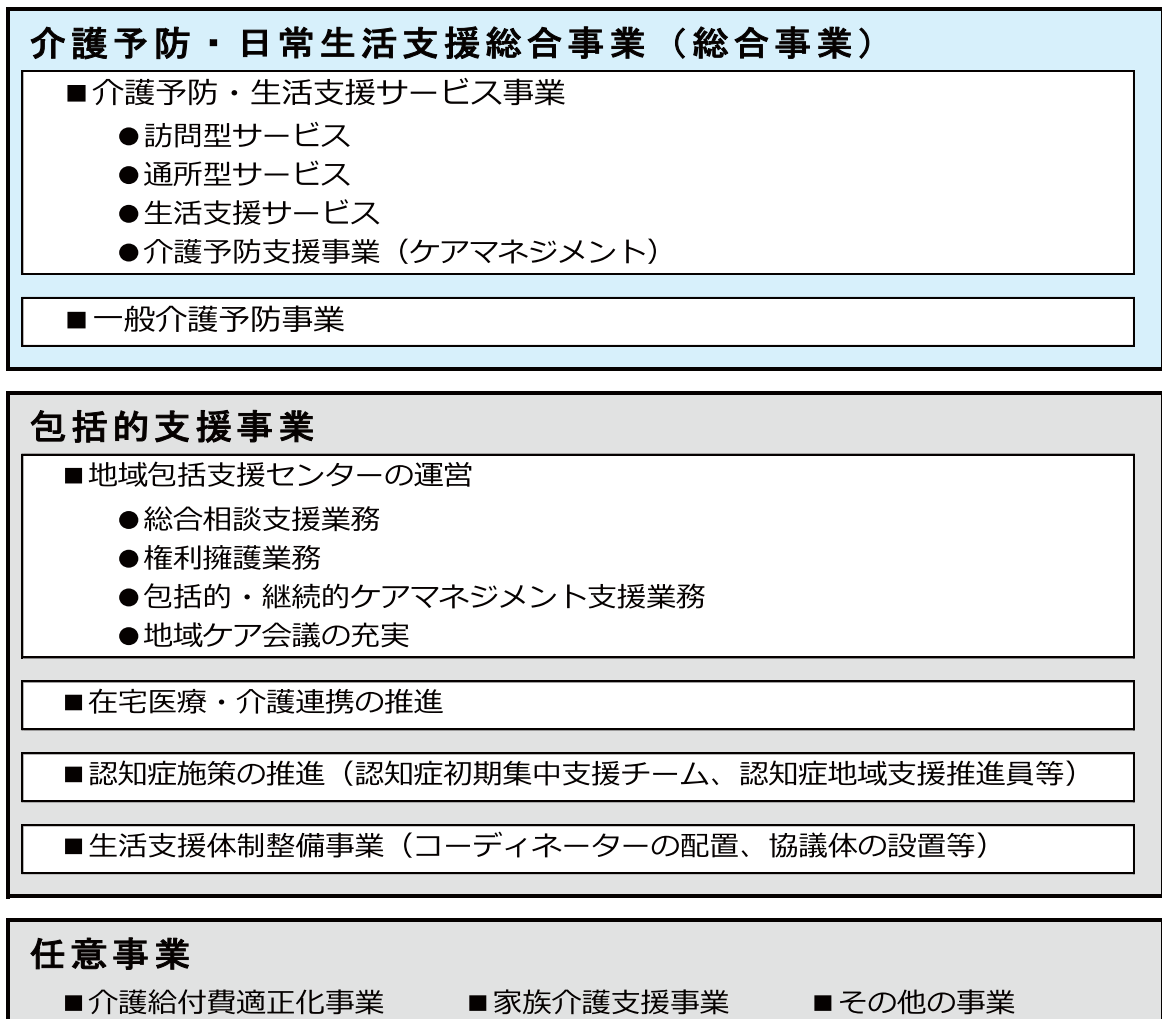 介護予防・日常生活支援総合事業（総合事業）
■介護予防・生活支援サービス事業
●訪問型サービス
●通所型サービス
●生活支援サービス
●介護予防支援事業（ケアマネジメント）
■一般介護予防事業
包括的支援事業
■地域包括支援センターの運営
●総合相談支援業務
●権利擁護業務
●包括的・継続的ケアマネジメント支援業務
●地域ケア会議の充実
■在宅医療・介護連携の推進
■認知症施策の推進（認知症初期集中支援チーム、認知症地域支援推進員等）
■生活支援体制整備事業（コーディネーターの配置、協議体の設置等）
任意事業
■介護給付費適正化事業　■家族介護支援事業　■その他の事業